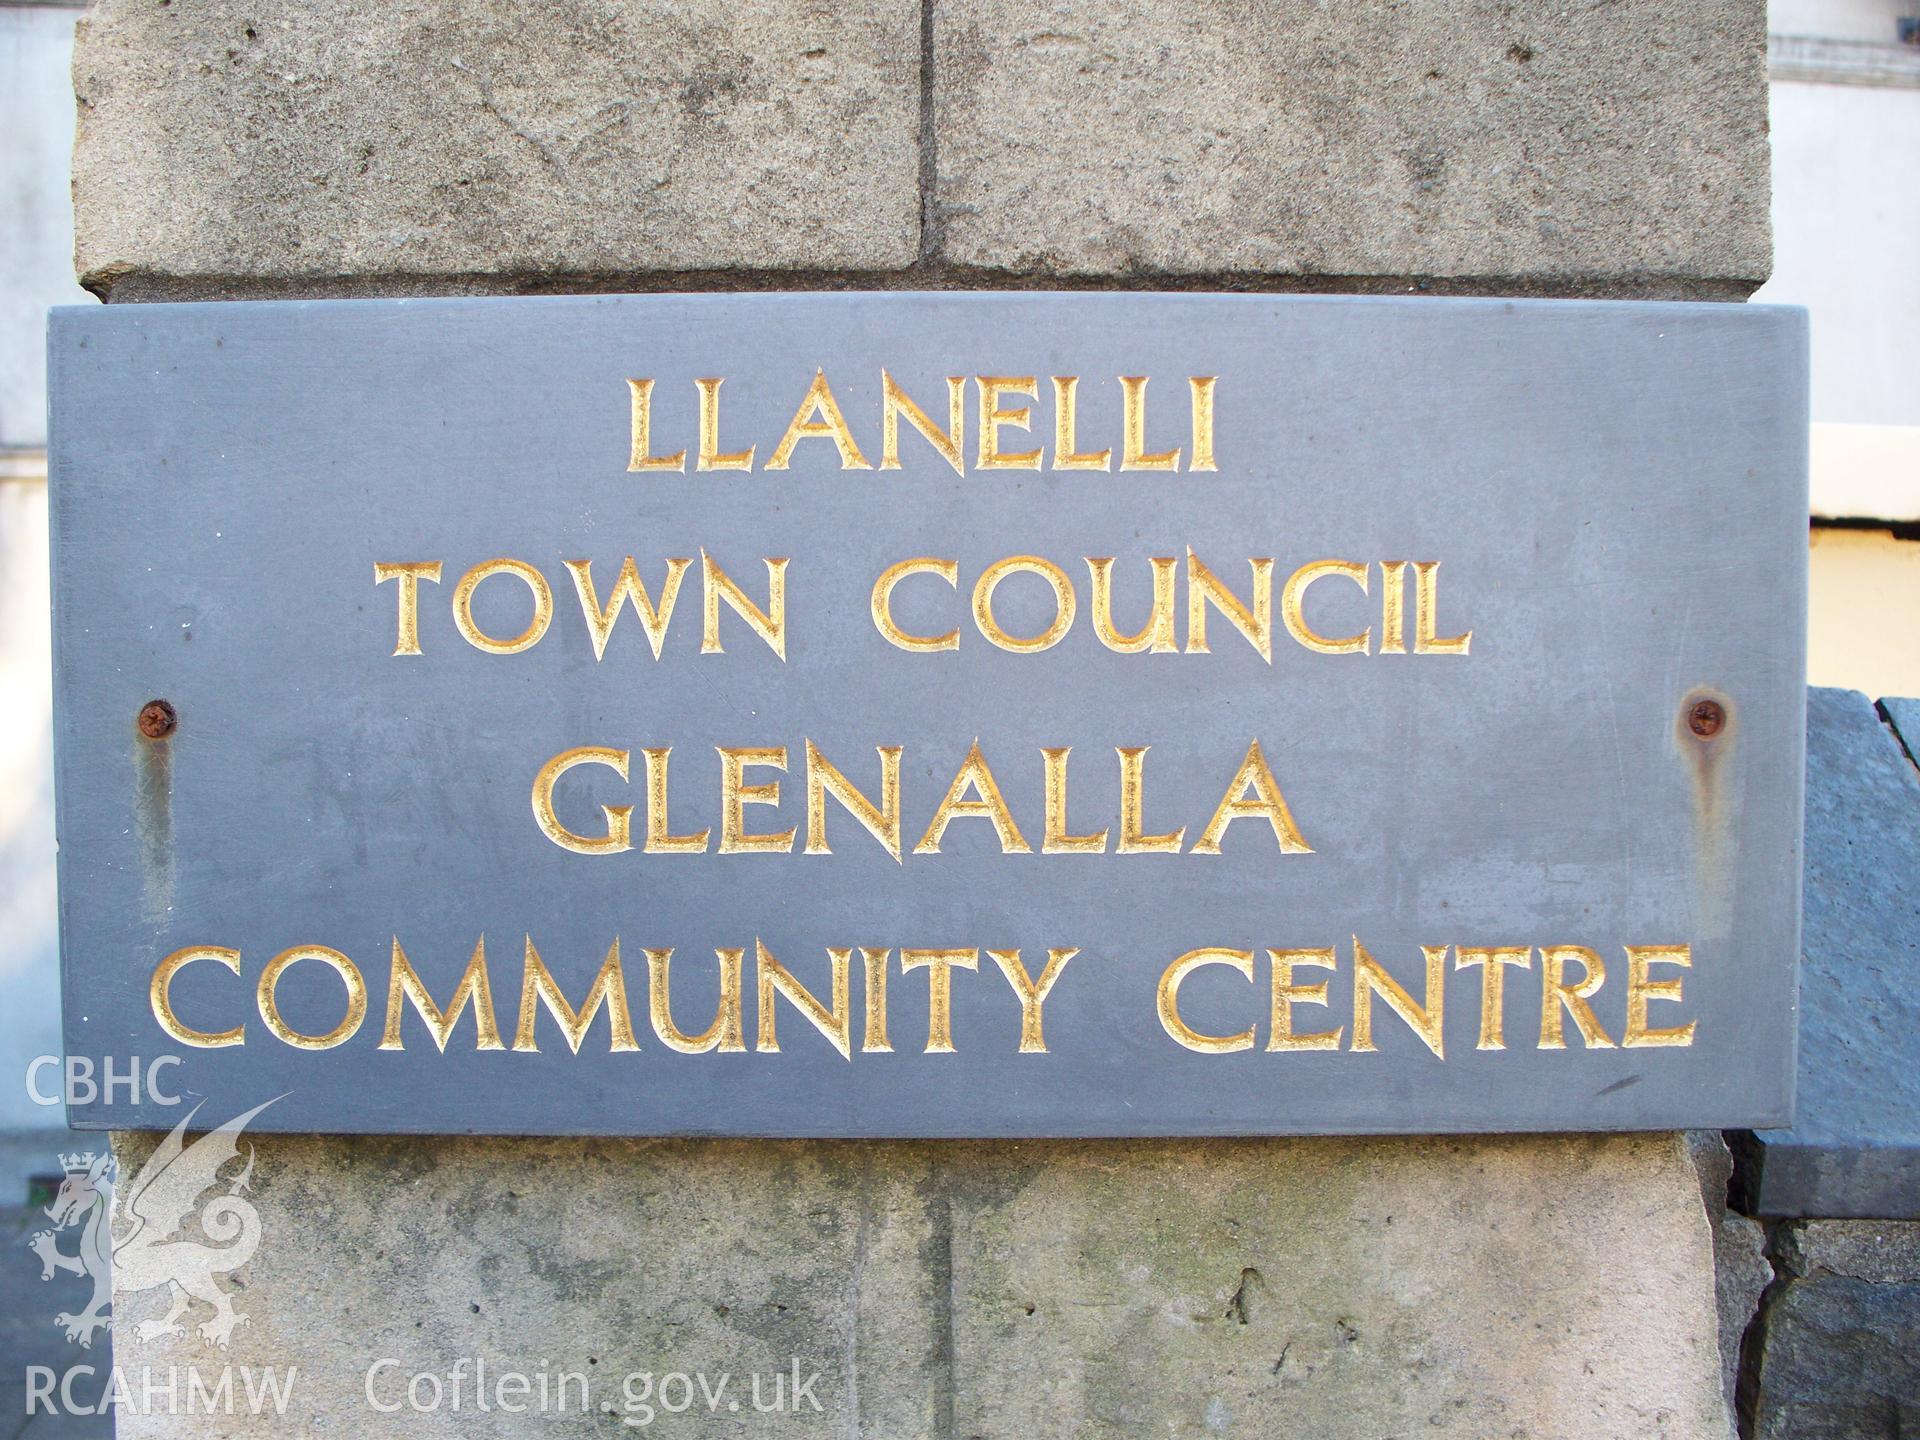 LLANELLI
TOWN COUNCIL
GLENALLA
COMMUNITY CENTRE
CBHC
RCAHMW
Coflein.gov.uk